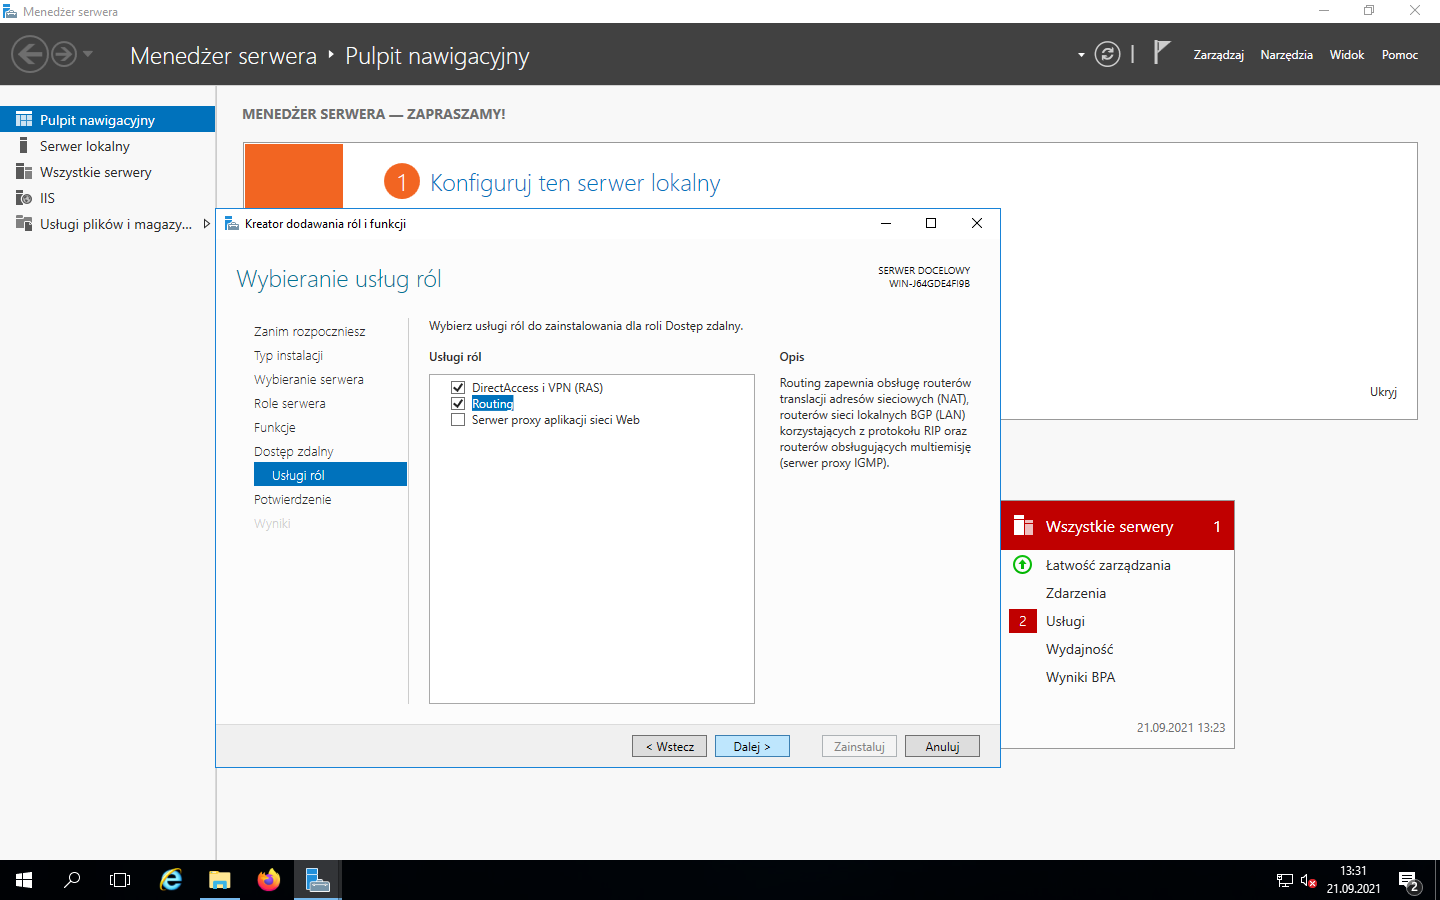 Menedżer serwera
Menedżer serwera ‣ Pulpit nawigacyjny
Zarządzaj Narzędzia Widok Pomoc
Pulpit nawigacyjny
Serwer lokalny
Wszystkie serwery
IIS
Usługi plików i magazy...
MENEDŻER SERWERA — ZAPRASZAMY!
1 Konfiguruj ten serwer lokalny
Ukryj
Kreator dodawania ról i funkcji
Wybieranie usług ról
SERWER DOCELOWY
WIN-J64GDE4FI9B
Zanim rozpoczniesz
Typ instalacji
Wybieranie serwera
Role serwera
Funkcje
Dostęp zdalny
Usługi ról
Potwierdzenie
Wyniki
Wybierz usługi ról do zainstalowania dla roli Dostęp zdalny.
Usługi ról
DirectAccess i VPN (RAS)
Routing
Serwer proxy aplikacji sieci Web
Opis
Routing zapewnia obsługę routerów
translacji adresów sieciowych (NAT),
routerów sieci lokalnych BGP (LAN)
korzystających z protokołu RIP oraz
routerów obsługujących multiemisję
(serwer proxy IGMP).
< Wstecz Dalej > Zainstaluj Anuluj
Wszystkie serwery 1
Łatwość zarządzania
Zdarzenia
2 Usługi
Wydajność
Wyniki BPA
21.09.2021 13:23
13:31
21.09.2021
2